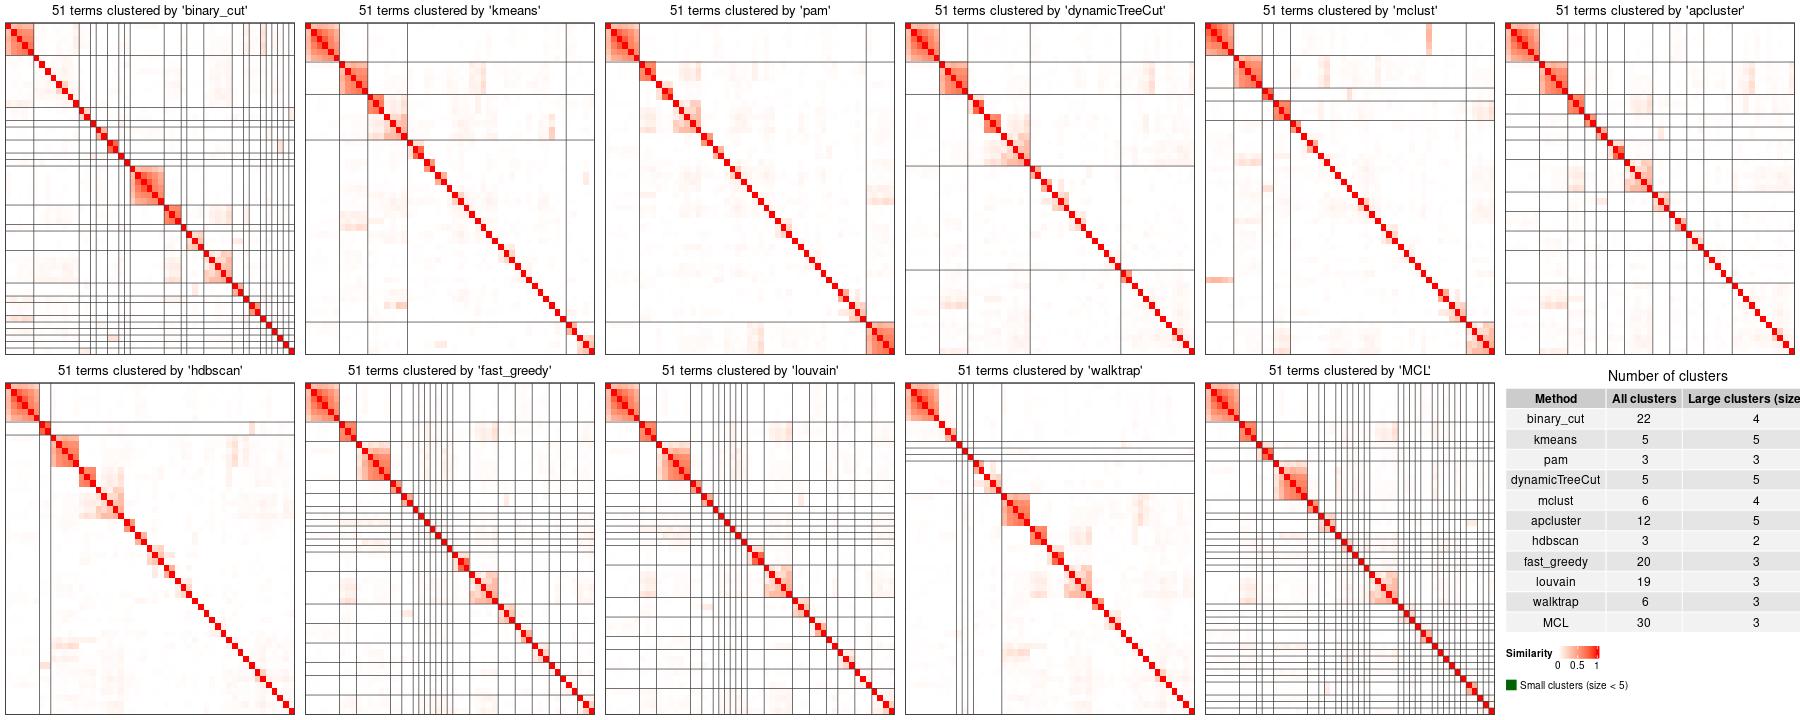 51 terms clustered by 'binary_cut'
51 terms clustered by 'kmeans'
51 terms clustered by 'pam'
51 terms clustered by 'dynamicTreeCut'
51 terms clustered by 'mclust'
51 terms clustered by 'apcluster'
51 terms clustered by 'hdbscan'
51 terms clustered by 'fast_greedy'
51 terms clustered by 'louvain'
51 terms clustered by 'walktrap'
51 terms clustered by 'MCL'
Number of clusters
Method All clusters Large clusters (size
binary_cut 22 4
kmeans 5 5
pam 3 3
dynamicTreeCut 5 5
mclust 6 4
apcluster 12 5
hdbscan 3 2
fast_greedy 20 3
louvain 19 3
walktrap 6 3
MCL 30 3
Similarity
0 0.5 1
Small clusters (size < 5)